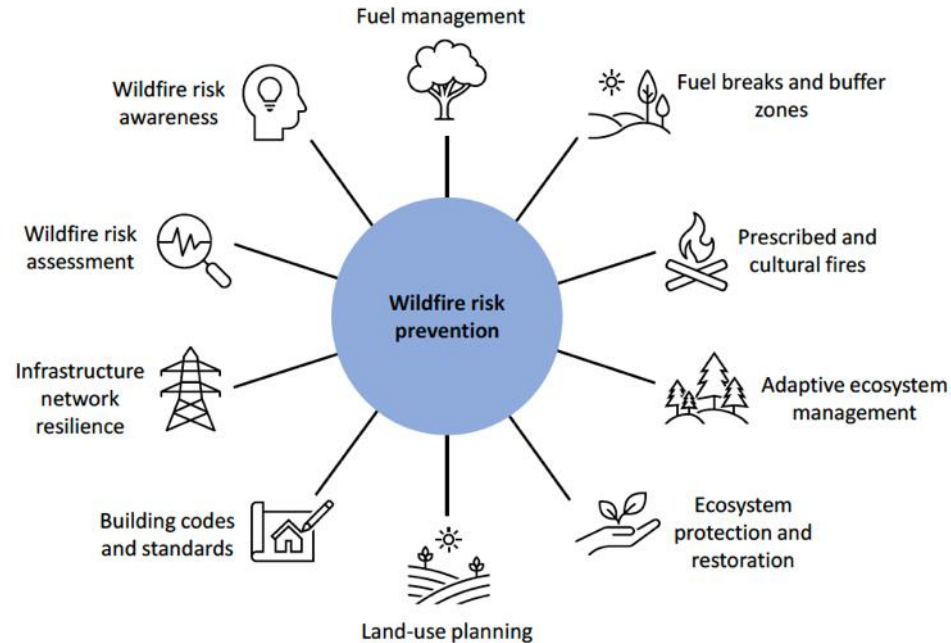 Fuel management
Fuel breaks and buffer
zones
Prescribed and
cultural fires
Adaptive ecosystem
management
Ecosystem
protection and
restoration
Land-use planning
Building codes
and standards
Infrastructure
network
resilience
Wildfire risk
assessment
Wildfire risk
awareness
Wildfire risk
prevention